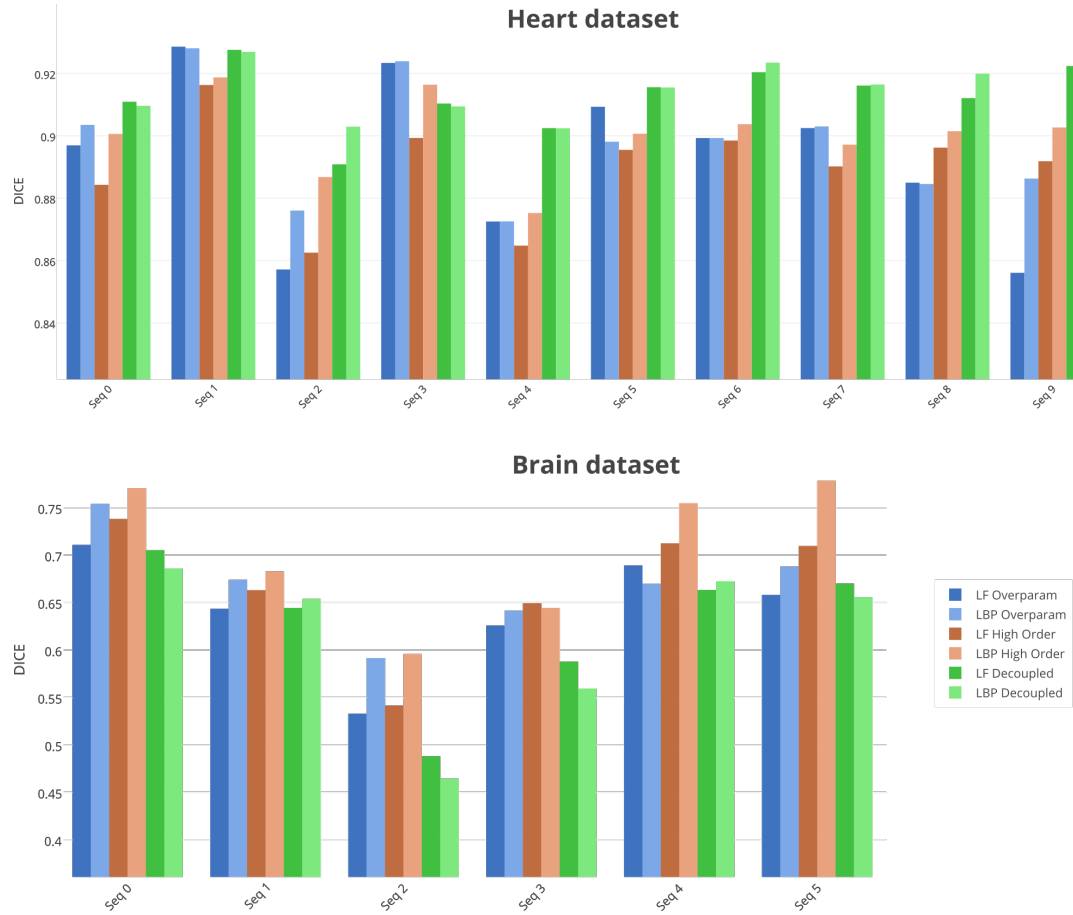 Heart dataset
DICE
0.92
0.9
0.88
0.86
0.84
Seq 0
Seq 1
Seq 2
Seq 3
Seq 4
Seq 5
Seq 6
Seq 7
Seq 8
Seq 9
Brain dataset
DICE
0.75
0.7
0.65
0.6
0.55
0.5
0.45
0.4
Seq 0
Seq 1
Seq 2
Seq 3
Seq 4
Seq 5
LF Overparam
LBP Overparam
LF High Order
LBP High Order
LF Decoupled
LBP Decoupled